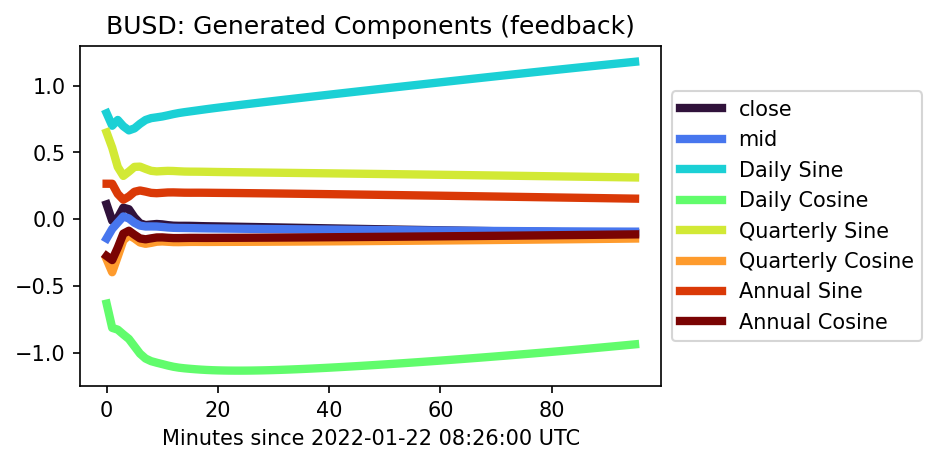 BUSD: Generated Components (feedback)
1.0
0.5
0.0
−0.5
−1.0
0 20 40 60 80
Minutes since 2022-01-22 08:26:00 UTC
close
mid
Daily Sine
Daily Cosine
Quarterly Sine
Quarterly Cosine
Annual Sine
Annual Cosine